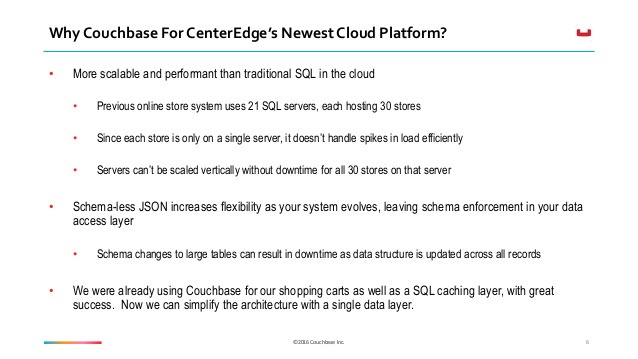 Why Couchbase For CenterEdge's Newest Cloud Platform?
• More scalable and performant than traditional SQL in the cloud
• Previous online store system uses 21 SQL servers, each hosting 30 stores
• Since each store is only on a single server, it doesn't handle spikes in load efficiently
• Servers can't be scaled vertically without downtime for all 30 stores on that server
• Schema-less JSON increases flexibility as your system evolves, leaving schema enforcement in your data
access layer
• Schema changes to large tables can result in downtime as data structure is updated across all records
• We were already using Couchbase for our shopping carts as well as a SQL caching layer, with great
success. Now we can simplify the architecture with a single data layer.
©2016 Couchbase Inc.
6